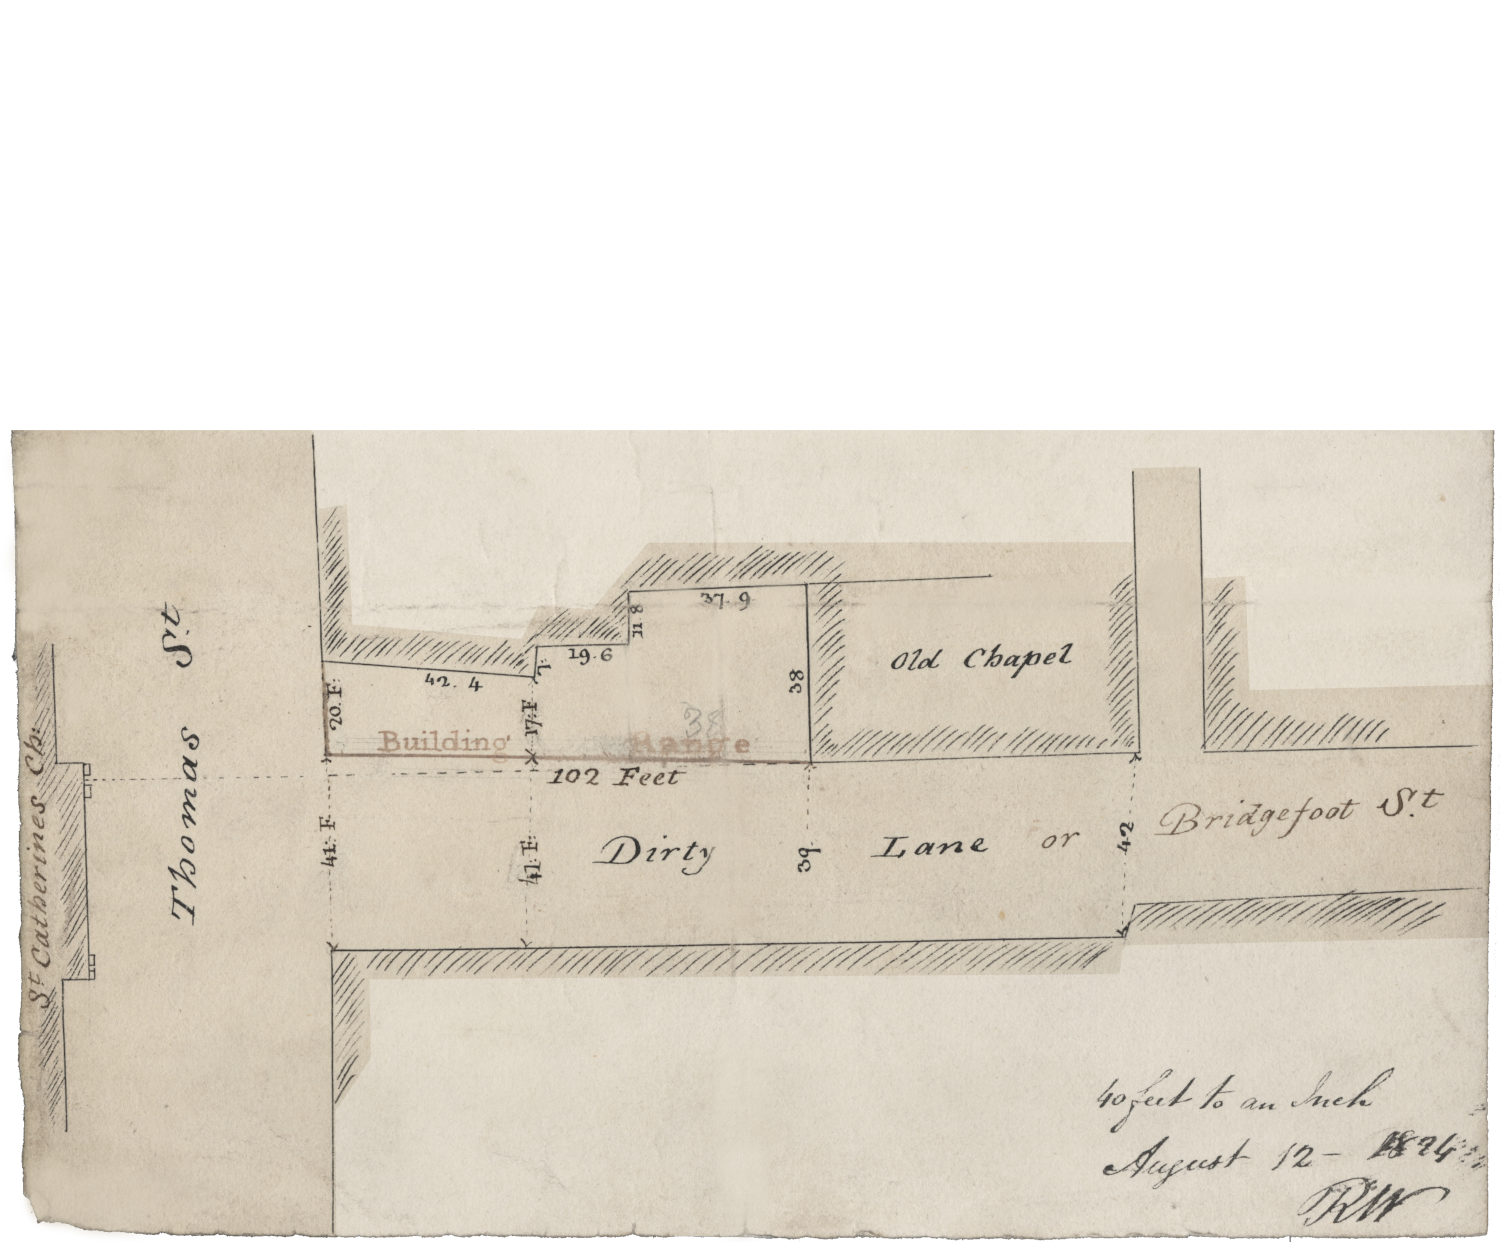 37.9
11 8
19.6
7.
Old Chapel
38
42.4
20. F.
17. F
38
Building Range
102 Feet
Thomas St
St Catherines Ch.
41. F
41. F.
Dirty Lane or Bridgefoot St.
39.
42
40 feet to an Inch
August 12 - 1824
RW